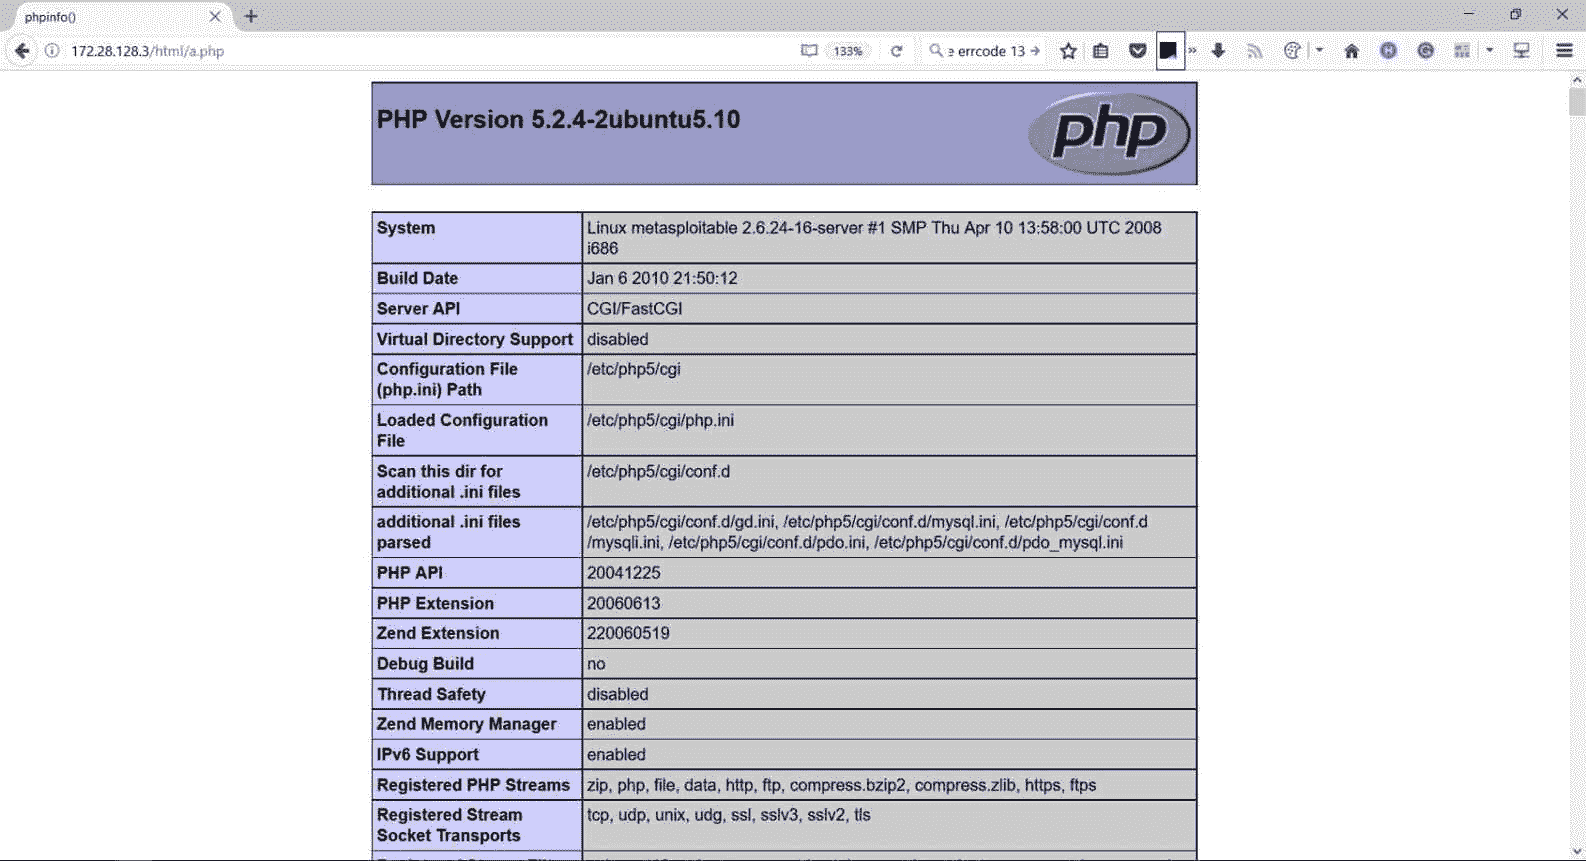 phpinfo()
172.28.128.3/html/a.php
133%
e errcode 13
PHP Version 5.2.4-2ubuntu5.10
php
System
Linux metasploitable 2.6.24-16-server #1 SMP Thu Apr 10 13:58:00 UTC 2008
i686
Build Date
Jan 6 2010 21:50:12
Server API
CGI/FastCGI
Virtual Directory Support
disabled
Configuration File
(php.ini) Path
/etc/php5/cgi
Loaded Configuration
File
/etc/php5/cgi/php.ini
Scan this dir for
additional .ini files
/etc/php5/cgi/conf.d
additional .ini files
parsed
/etc/php5/cgi/conf.d/gd.ini, /etc/php5/cgi/conf.d/mysql.ini, /etc/php5/cgi/conf.d
/mysqli.ini, /etc/php5/cgi/conf.d/pdo.ini, /etc/php5/cgi/conf.d/pdo_mysql.ini
PHP API
20041225
PHP Extension
20060613
Zend Extension
220060519
Debug Build
no
Thread Safety
disabled
Zend Memory Manager
enabled
IPv6 Support
enabled
Registered PHP Streams
zip, php, file, data, http, ftp, compress.bzip2, compress.zlib, https, ftps
Registered Stream
Socket Transports
tcp, udp, unix, udg, ssl, sslv3, sslv2, tls